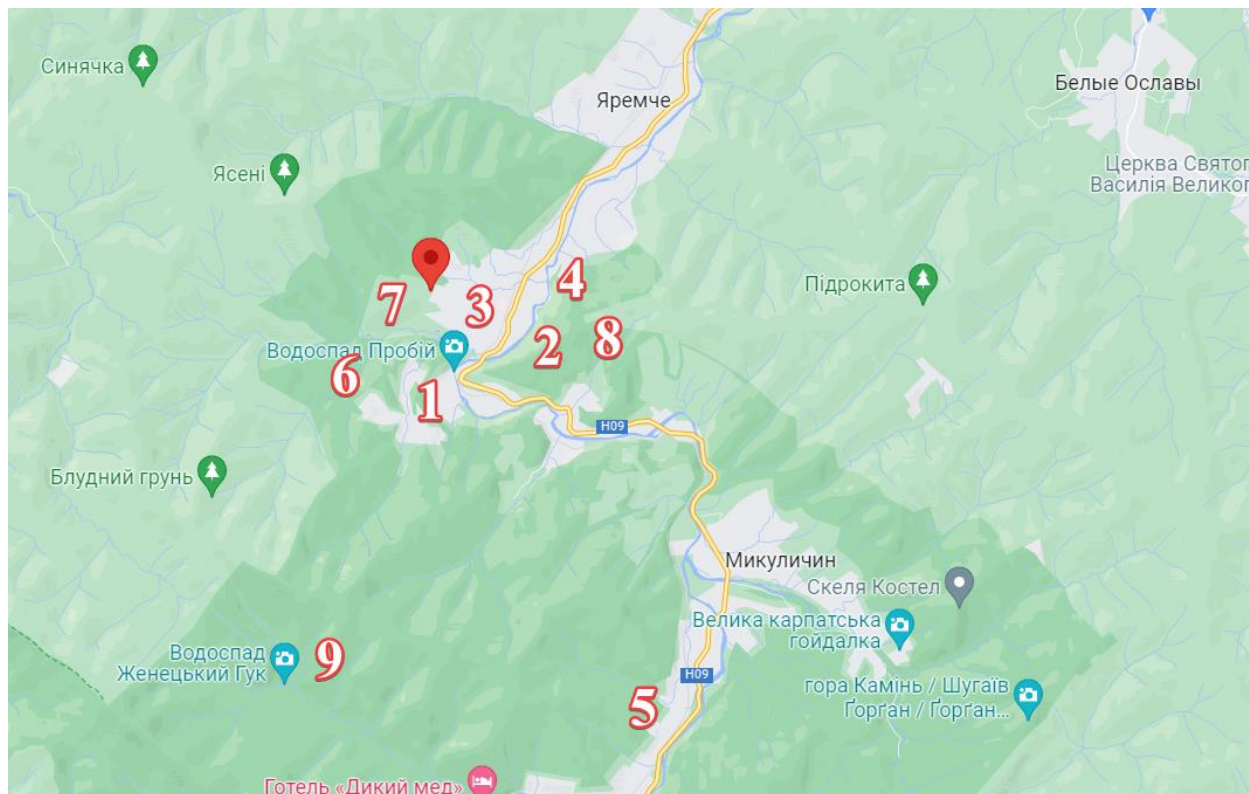 Синячка
Яремче
Белые Ославы
Церква Святог
Василія Великог
Ясені
Підрокита
4
7
3
2
8
Водоспад Пробій
6
1
H09
Блудний грунь
Микуличин
Скеля Костел
Велика карпатська
гойдалка
Водоспад
Женецький Гук
9
H09
гора Камінь / Шугаїв
Ґорґан / Ґорґан...
5
Готель «Дикий мед»